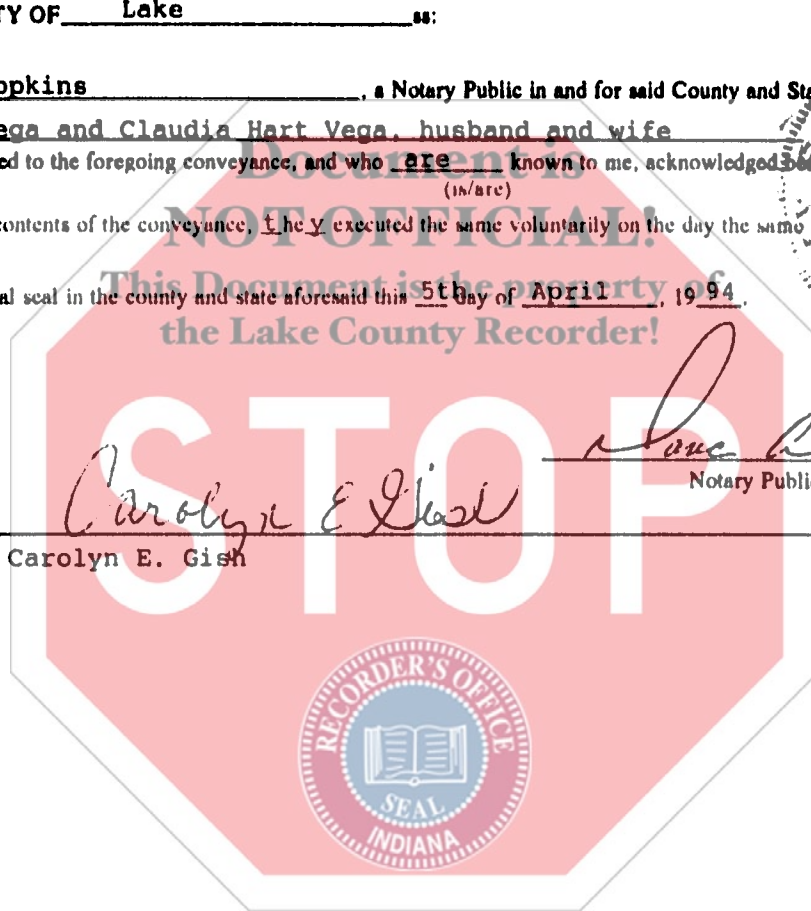 TY OF Lake ss:
opkins, a Notary Public in and for said County and Sta
ega and Claudia Hart Vega, husband and wife
ed to the foregoing conveyance, and who are known to me, acknowledged
(is/are)
contents of the conveyance, they executed the same voluntarily on the day the same
al seal in the county and state aforesaid this 5th day of April, 19 94.
Document is
NOT OFFICIAL!
This Document is the property of
the Lake County Recorder!
STOP
Notary Publi
Carolyn E Gish
Carolyn E. Gish
RECORDER'S OFFICE
SEAL
INDIANA